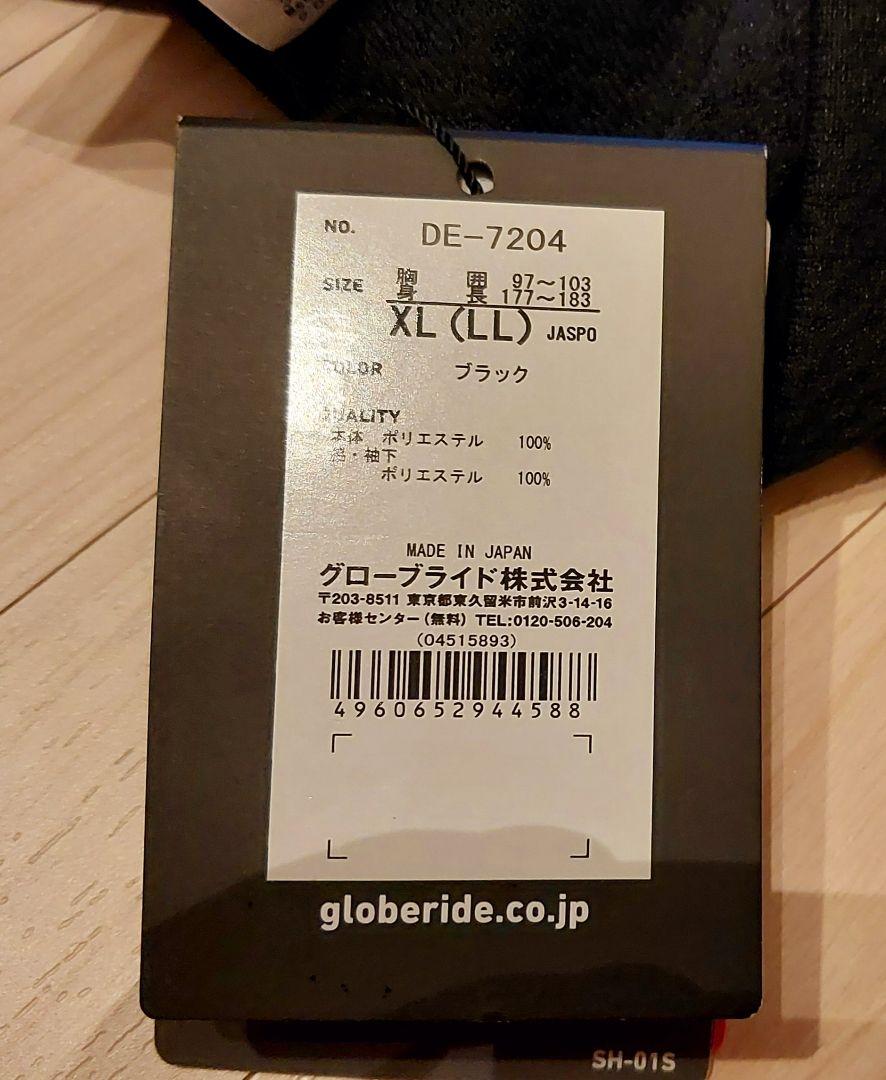 NO. DE-7204
SIZE 胸囲 97～103
身長 177～183
XL(LL) JASPO
COLOR ブラック
QUALITY
本体 ポリエステル 100%
脇・袖下
ポリエステル 100%
MADE IN JAPAN
グローブライド株式会社
〒203-8511 東京都東久留米市前沢3-14-16
お客様センター(無料) TEL:0120-506-204
(04515893)
4960652944588
globeride.co.jp
SH-01S